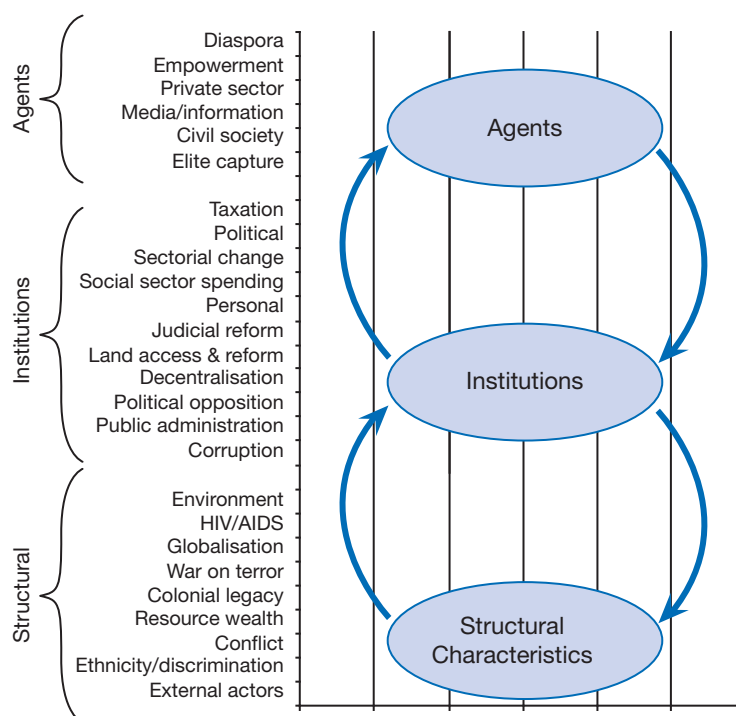 Agents
Diaspora
Empowerment
Private sector
Media/information
Civil society
Elite capture
Institutions
Taxation
Political
Sectorial change
Social sector spending
Personal
Judicial reform
Land access & reform
Decentralisation
Political opposition
Public administration
Corruption
Structural
Environment
HIV/AIDS
Globalisation
War on terror
Colonial legacy
Resource wealth
Conflict
Ethnicity/discrimination
External actors
Agents
Institutions
Structural
Characteristics